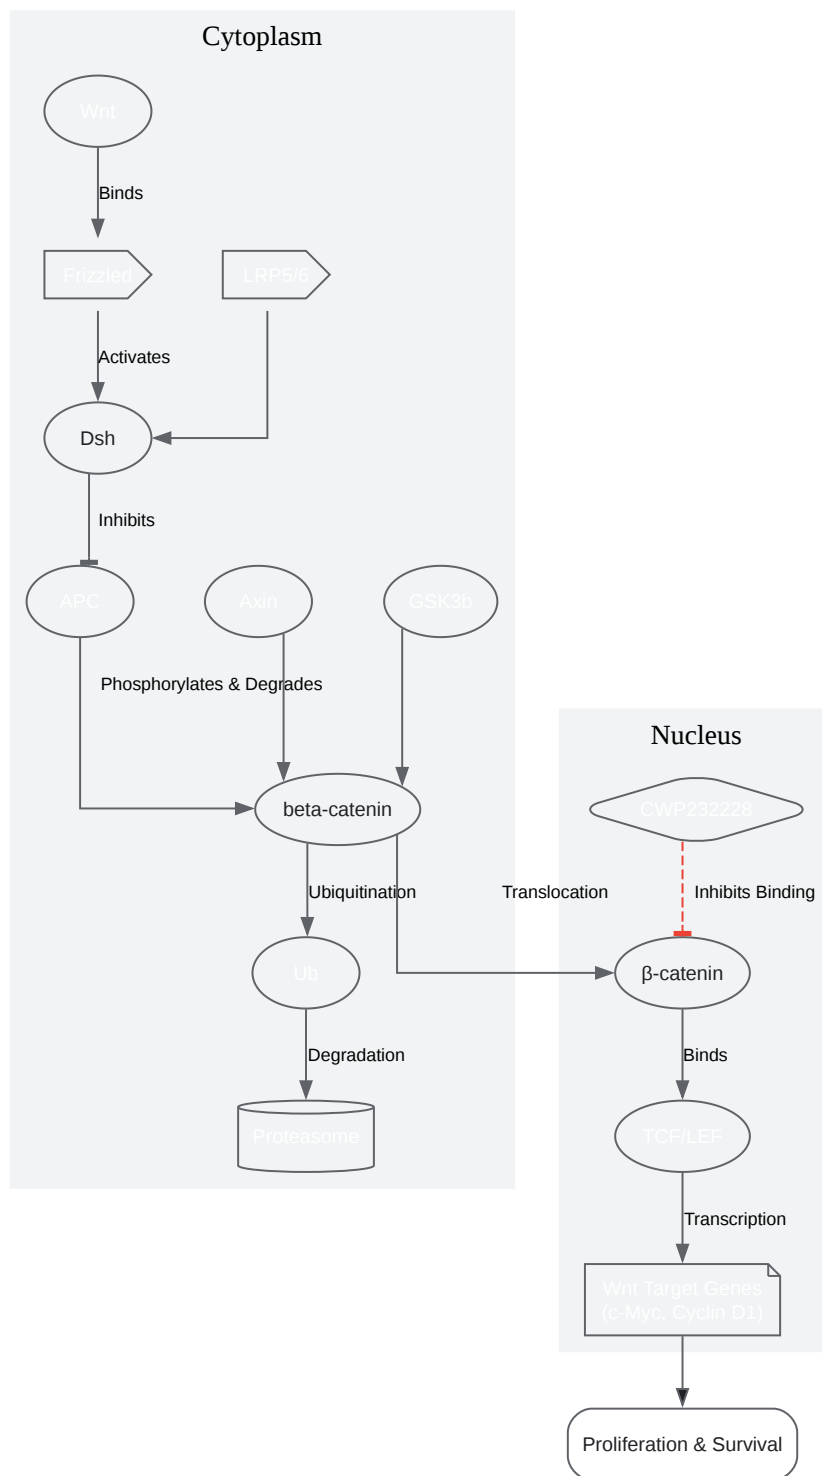 Cytoplasm
Wnt
Binds
Frizzled
LRP5/6
Activates
Dsh
Inhibits
APC
Axin
GSK3b
Phosphorylates & Degrades
Nucleus
beta-catenin
CWP232228
Ubiquitination
Translocation
Inhibits Binding
Ub
β-catenin
Degradation
Binds
Proteasome
TCF/LEF
Transcription
Wnt Target Genes
(c-Myc, Cyclin D1)
Proliferation & Survival